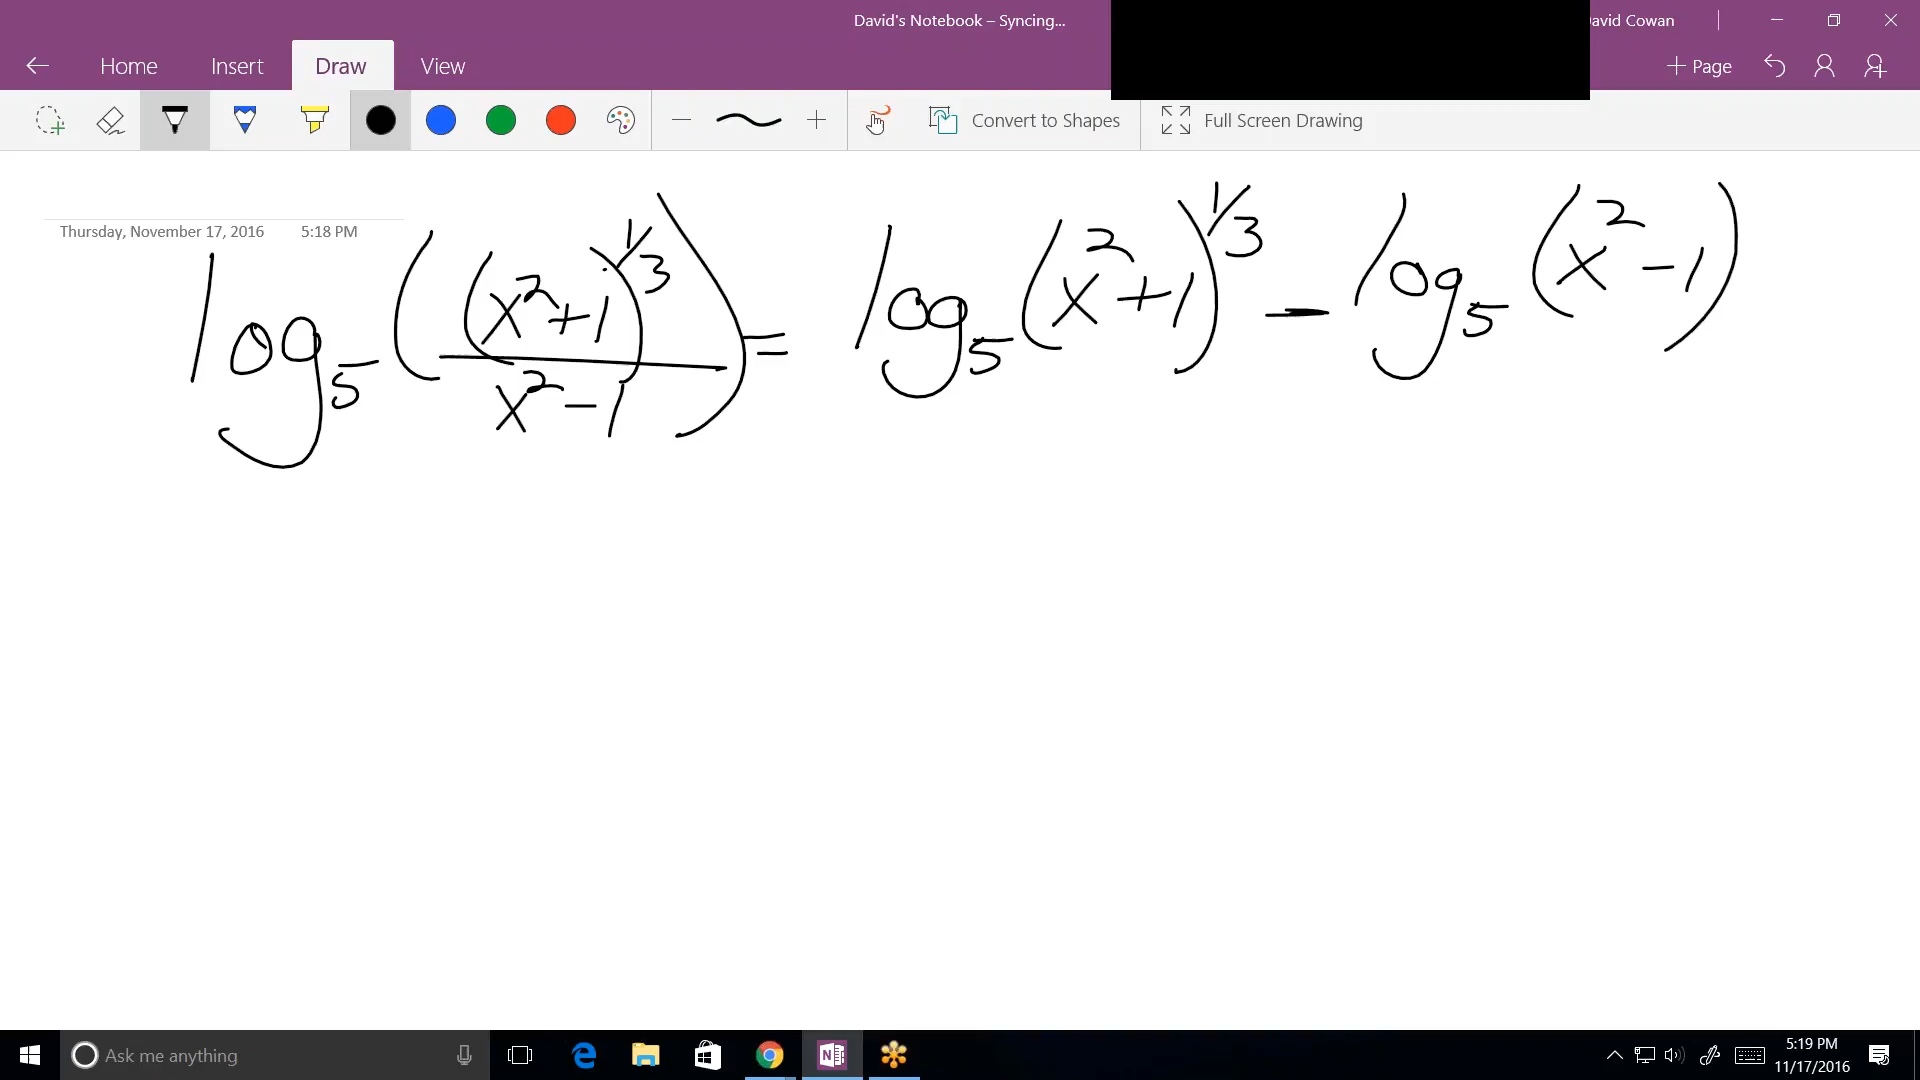 David's Notebook – Syncing...
avid Cowan
Home Insert Draw View
Page
Convert to Shapes
Full Screen Drawing
Thursday, November 17, 2016 5:18 PM
log₅((x²+1)^1/3 / x²-1) = log₅(x²+1)^1/3 - log₅(x²-1)
Ask me anything
5:19 PM
11/17/2016